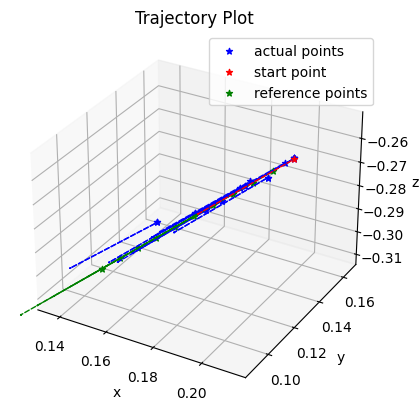 Trajectory Plot
actual points
start point
reference points
−0.26
−0.27
−0.28
−0.29
−0.30
−0.31
z
0.16
0.14
0.12
0.10
y
0.14
0.16
0.18
0.20
x